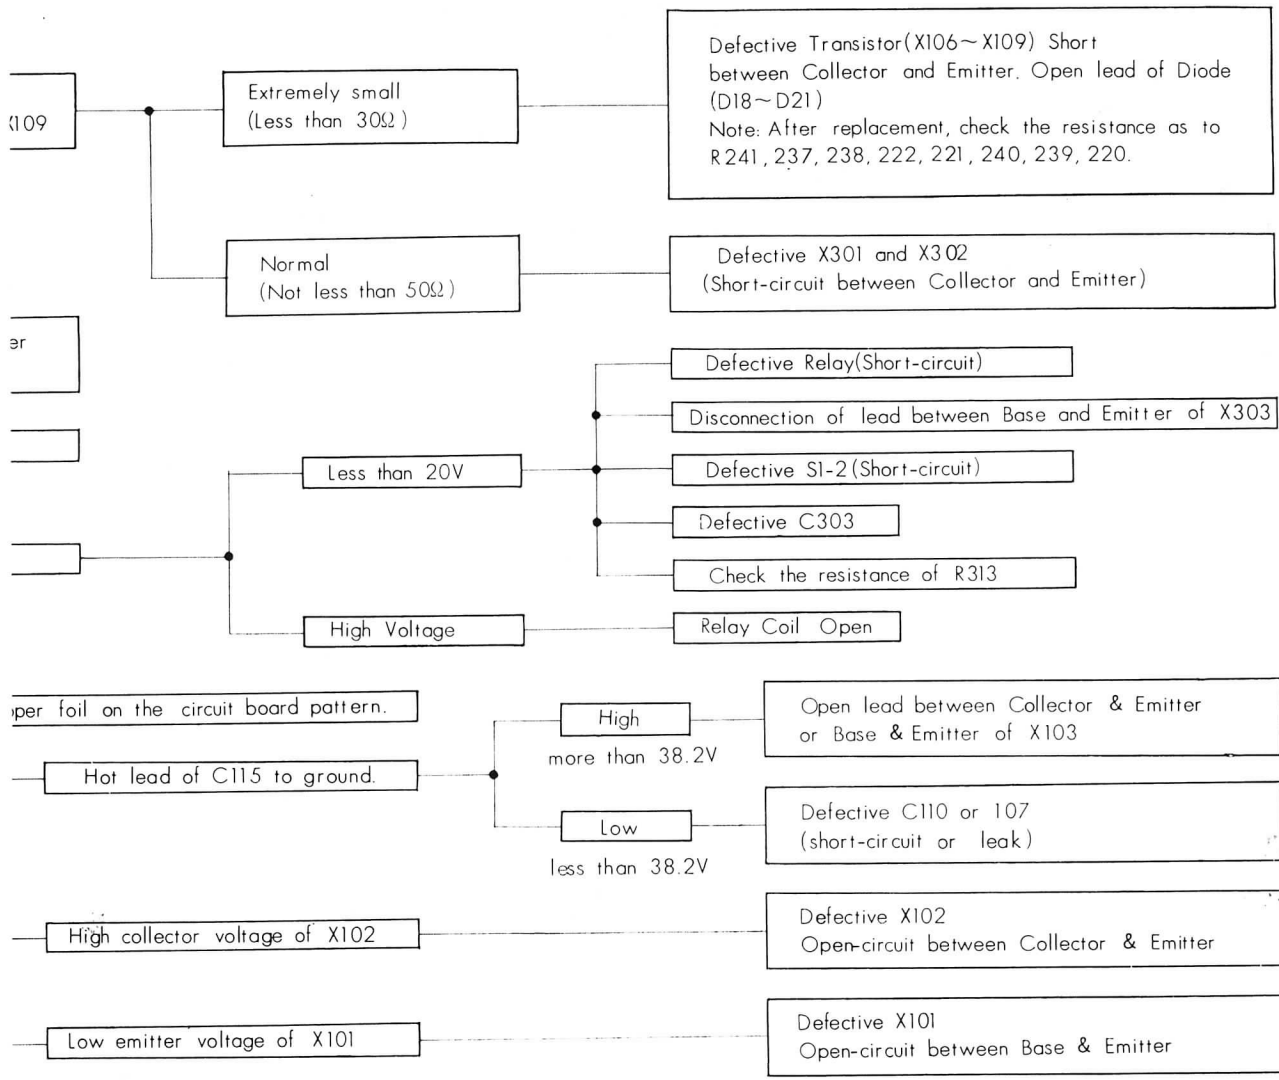 X109
Extremely small
(Less than 30Ω)
Defective Transistor(X106~X109) Short
between Collector and Emitter. Open lead of Diode
(D18~D21)
Note: After replacement, check the resistance as to
R241, 237, 238, 222, 221, 240, 239, 220.
Normal
(Not less than 50Ω)
Defective X301 and X302
(Short-circuit between Collector and Emitter)
er
Less than 20V
Defective Relay(Short-circuit)
Disconnection of lead between Base and Emitter of X303
Defective S1-2(Short-circuit)
Defective C303
Check the resistance of R313
High Voltage
Relay Coil Open
pper foil on the circuit board pattern.
Hot lead of C115 to ground.
High
more than 38.2V
Open lead between Collector & Emitter
or Base & Emitter of X103
Low
less than 38.2V
Defective C110 or 107
(short-circuit or leak)
High collector voltage of X102
Defective X102
Open-circuit between Collector & Emitter
Low emitter voltage of X101
Defective X101
Open-circuit between Base & Emitter